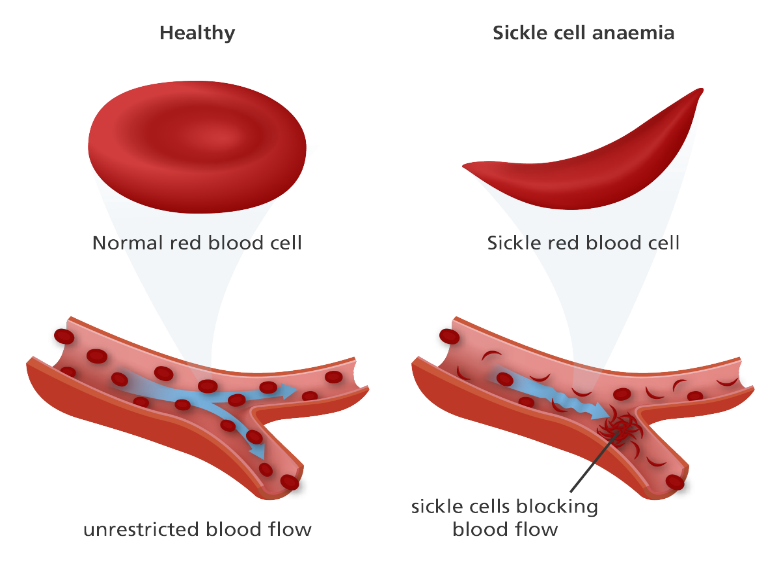 Healthy
Sickle cell anaemia
Normal red blood cell
Sickle red blood cell
unrestricted blood flow
sickle cells blocking
blood flow